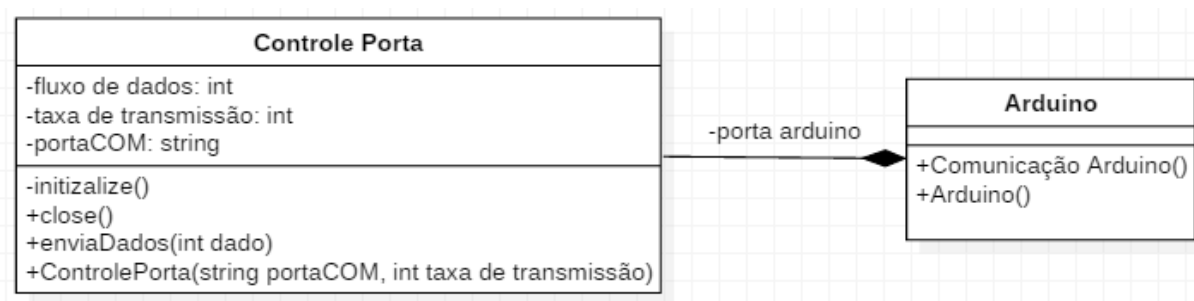 Controle Porta
-fluxo de dados: int
-taxa de transmissão: int
-portaCOM: string
-initizalize()
+close()
+enviaDados(int dado)
+ControlePorta(string portaCOM, int taxa de transmissão)
-porta arduino
Arduino
+Comunicação Arduino()
+Arduino()